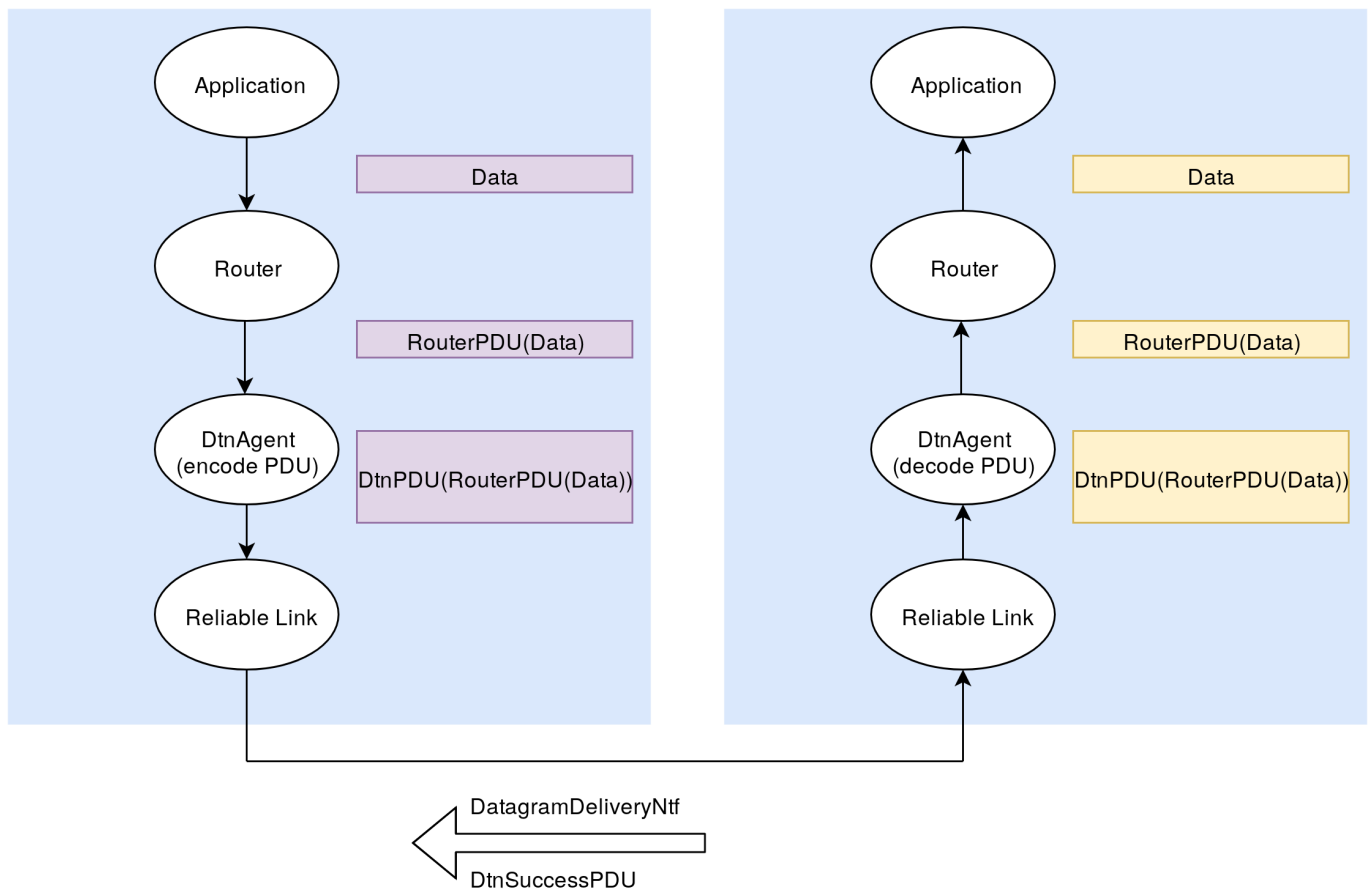 Application
Data
Router
RouterPDU(Data)
DtnAgent
(encode PDU)
DtnPDU(RouterPDU(Data))
Reliable Link
Application
Data
Router
RouterPDU(Data)
DtnAgent
(decode PDU)
DtnPDU(RouterPDU(Data))
Reliable Link
DatagramDeliveryNtf
DtnSuccessPDU